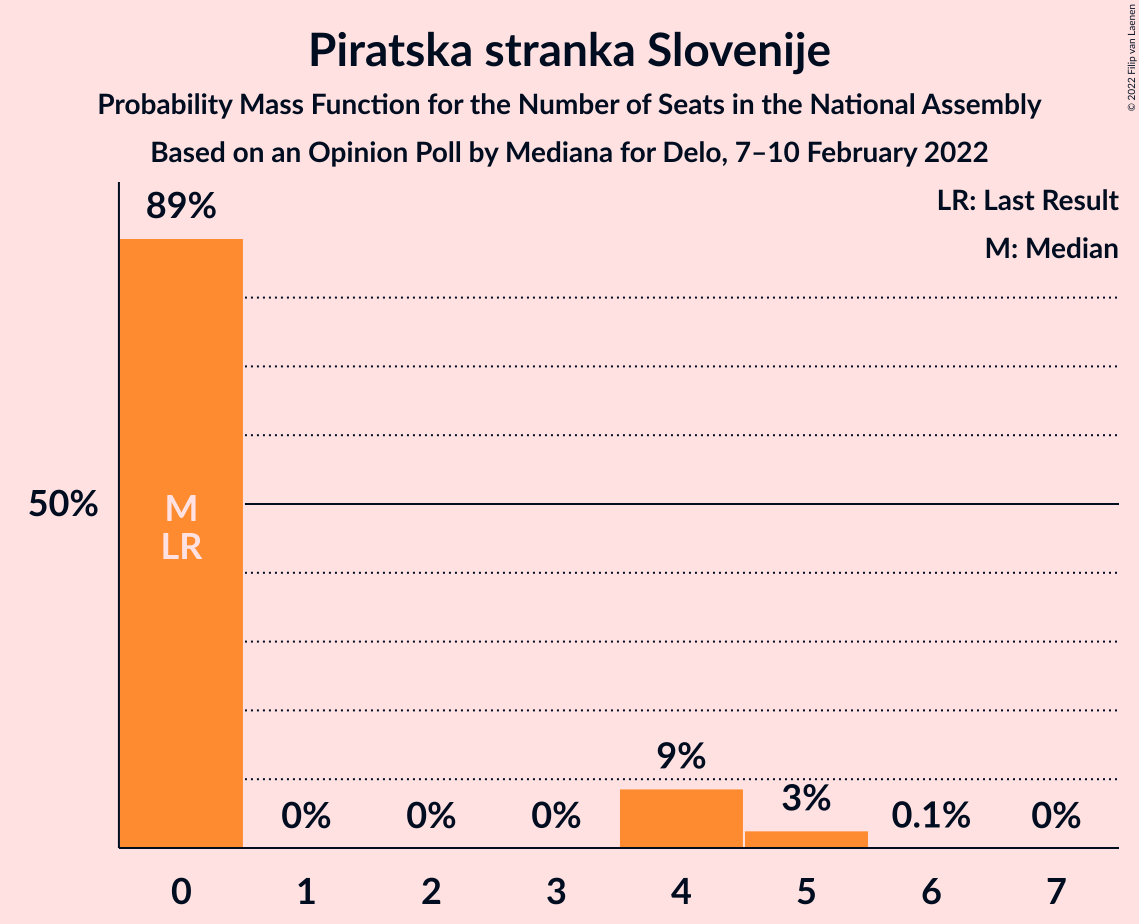 Piratska stranka Slovenije
Probability Mass Function for the Number of Seats in the National Assembly
Based on an Opinion Poll by Mediana for Delo, 7–10 February 2022
© 2022 Filip van Laenen
LR: Last Result
M: Median
89%
50%
M
LR
0%
0%
0%
9%
3%
0.1%
0%
0
1
2
3
4
5
6
7